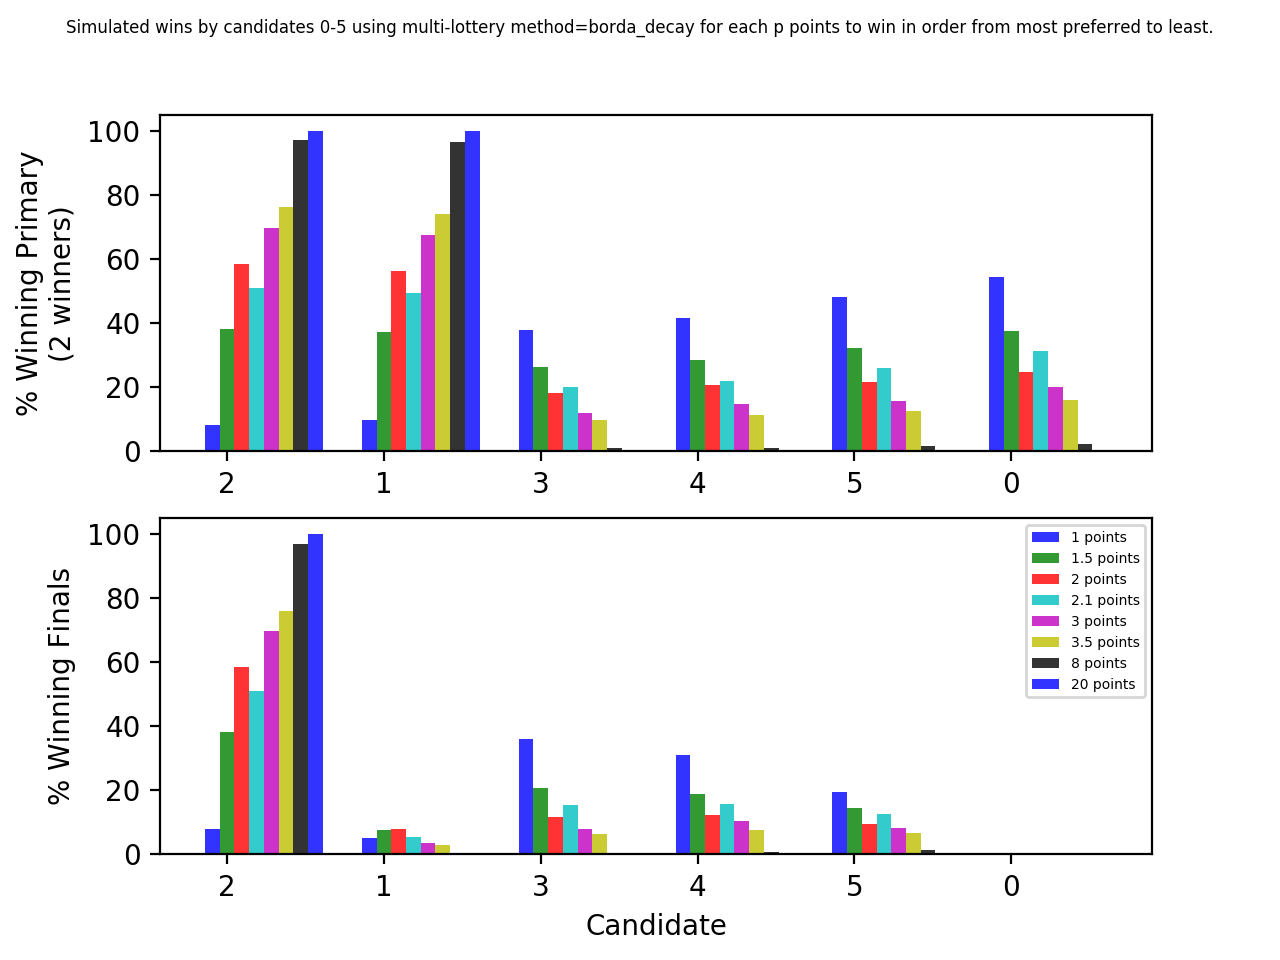 Simulated wins by candidates 0-5 using multi-lottery method=borda_decay for each p points to win in order from most preferred to least.
% Winning Primary
(2 winners)
100
80
60
40
20
0
2 1 3 4 5 0
% Winning Finals
100
80
60
40
20
0
1 points
1.5 points
2 points
2.1 points
3 points
3.5 points
8 points
20 points
2 1 3 4 5 0
Candidate